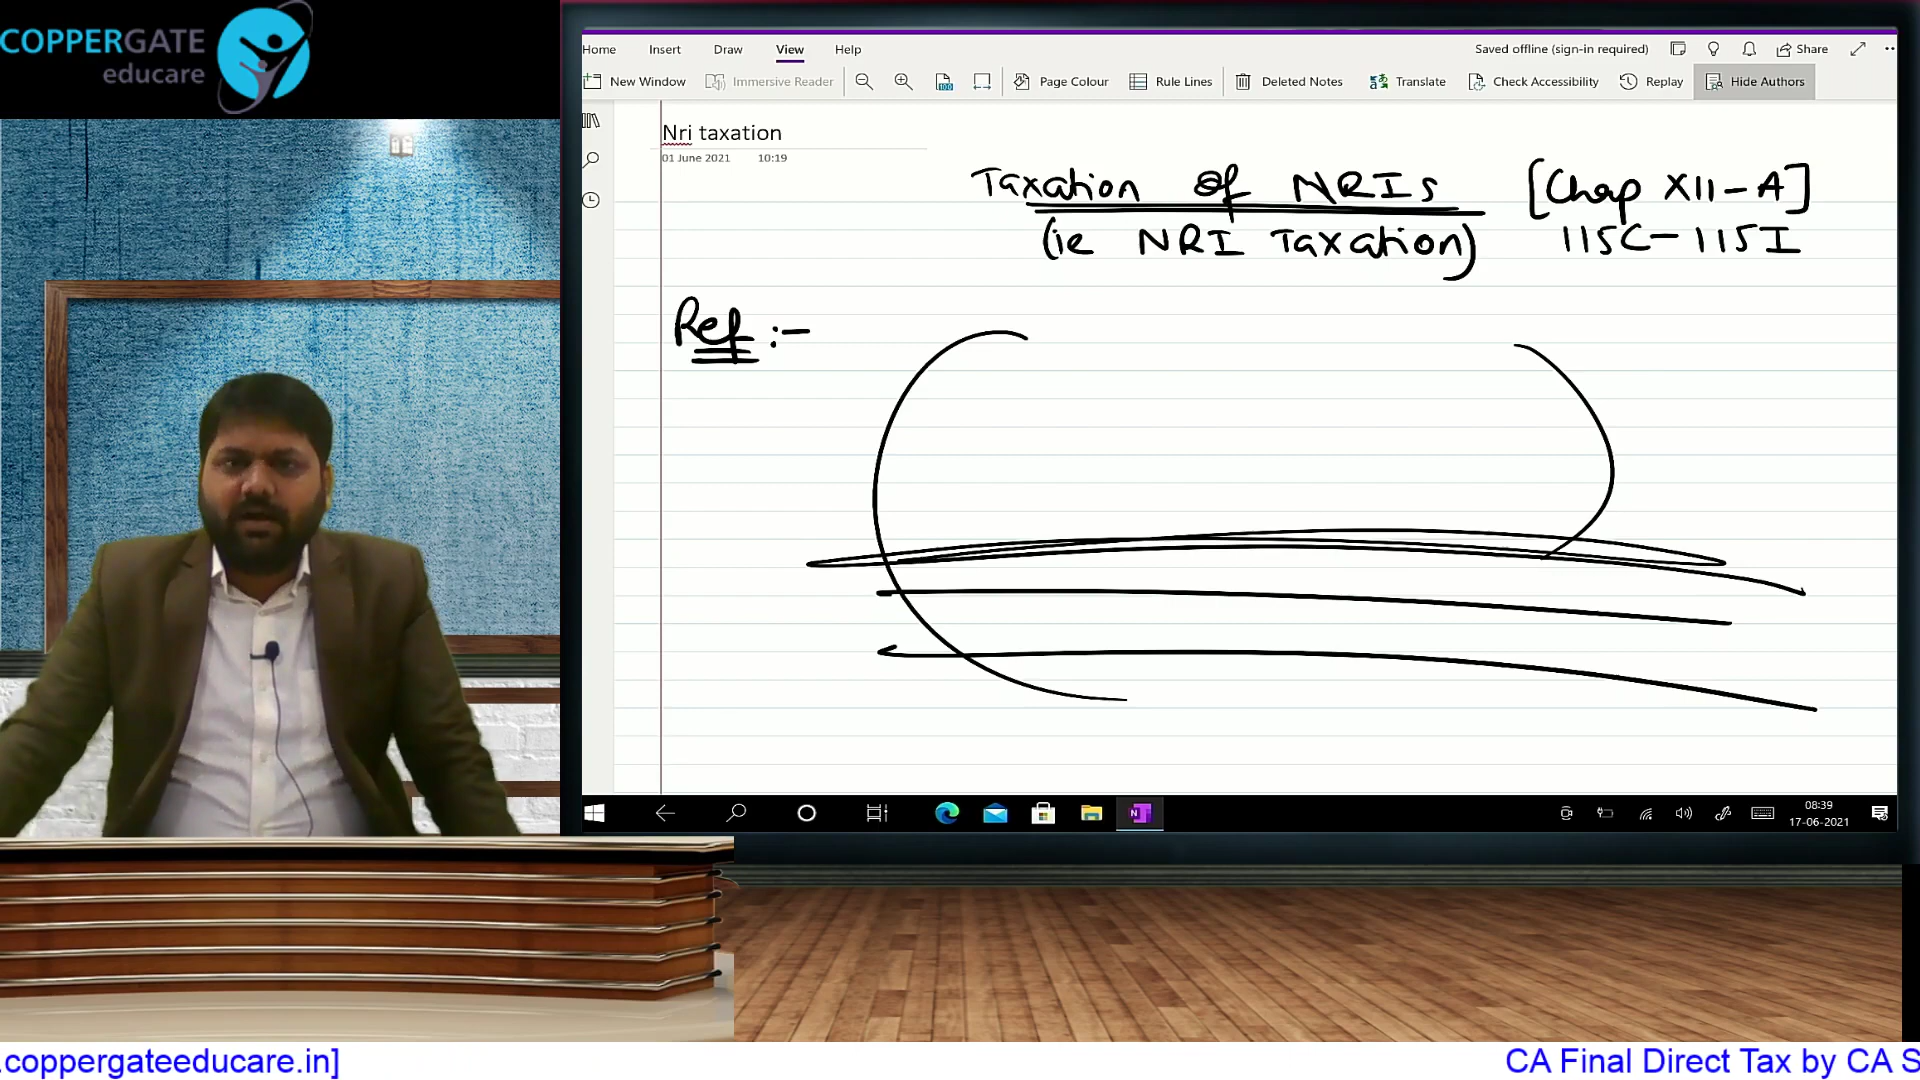 COPPERGATE
educare
Home Insert Draw View Help
Saved offline (sign-in required) Share
New Window Immersive Reader Page Colour Rule Lines Deleted Notes Translate Check Accessibility Replay Hide Authors
Nri taxation
01 June 2021 10:19
Taxation of NRIs [Chap XII-A]
(ie NRI Taxation) 115C-115I
Ref :-
08:39
17-06-2021
.coppergateeducare.in] CA Final Direct Tax by CA S